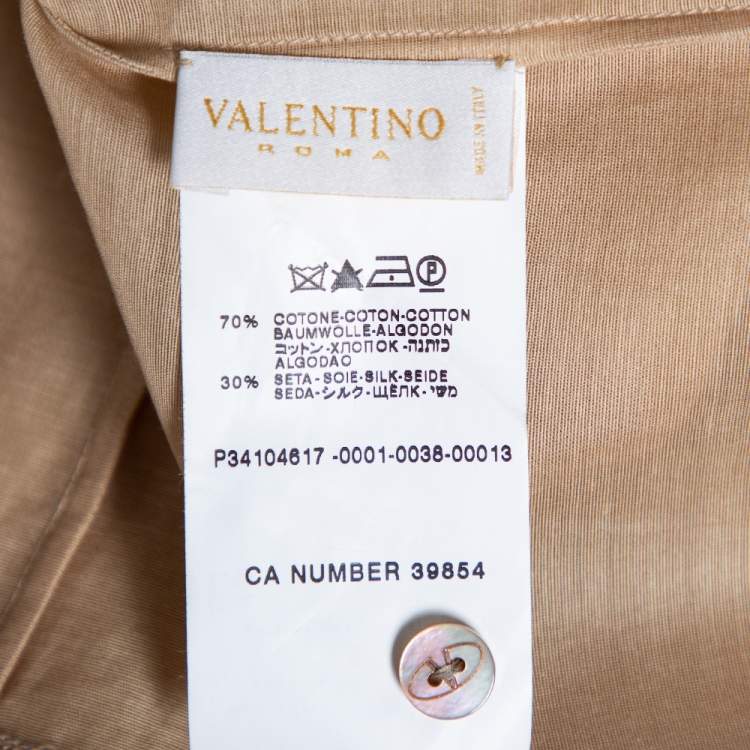 VALENTINO
ROMA
MADE IN ITALY
P
70% COTONE-COTON-COTTON
BAUMWOLLE-ALGODON
コットン-ХЛОПОК-כותנה
ALGODAO
30% SETA-SOIE-SILK-SEIDE
SEDA-シルク-ЩЁЛК-משי
P34104617 -0001-0038-00013
CA NUMBER 39854